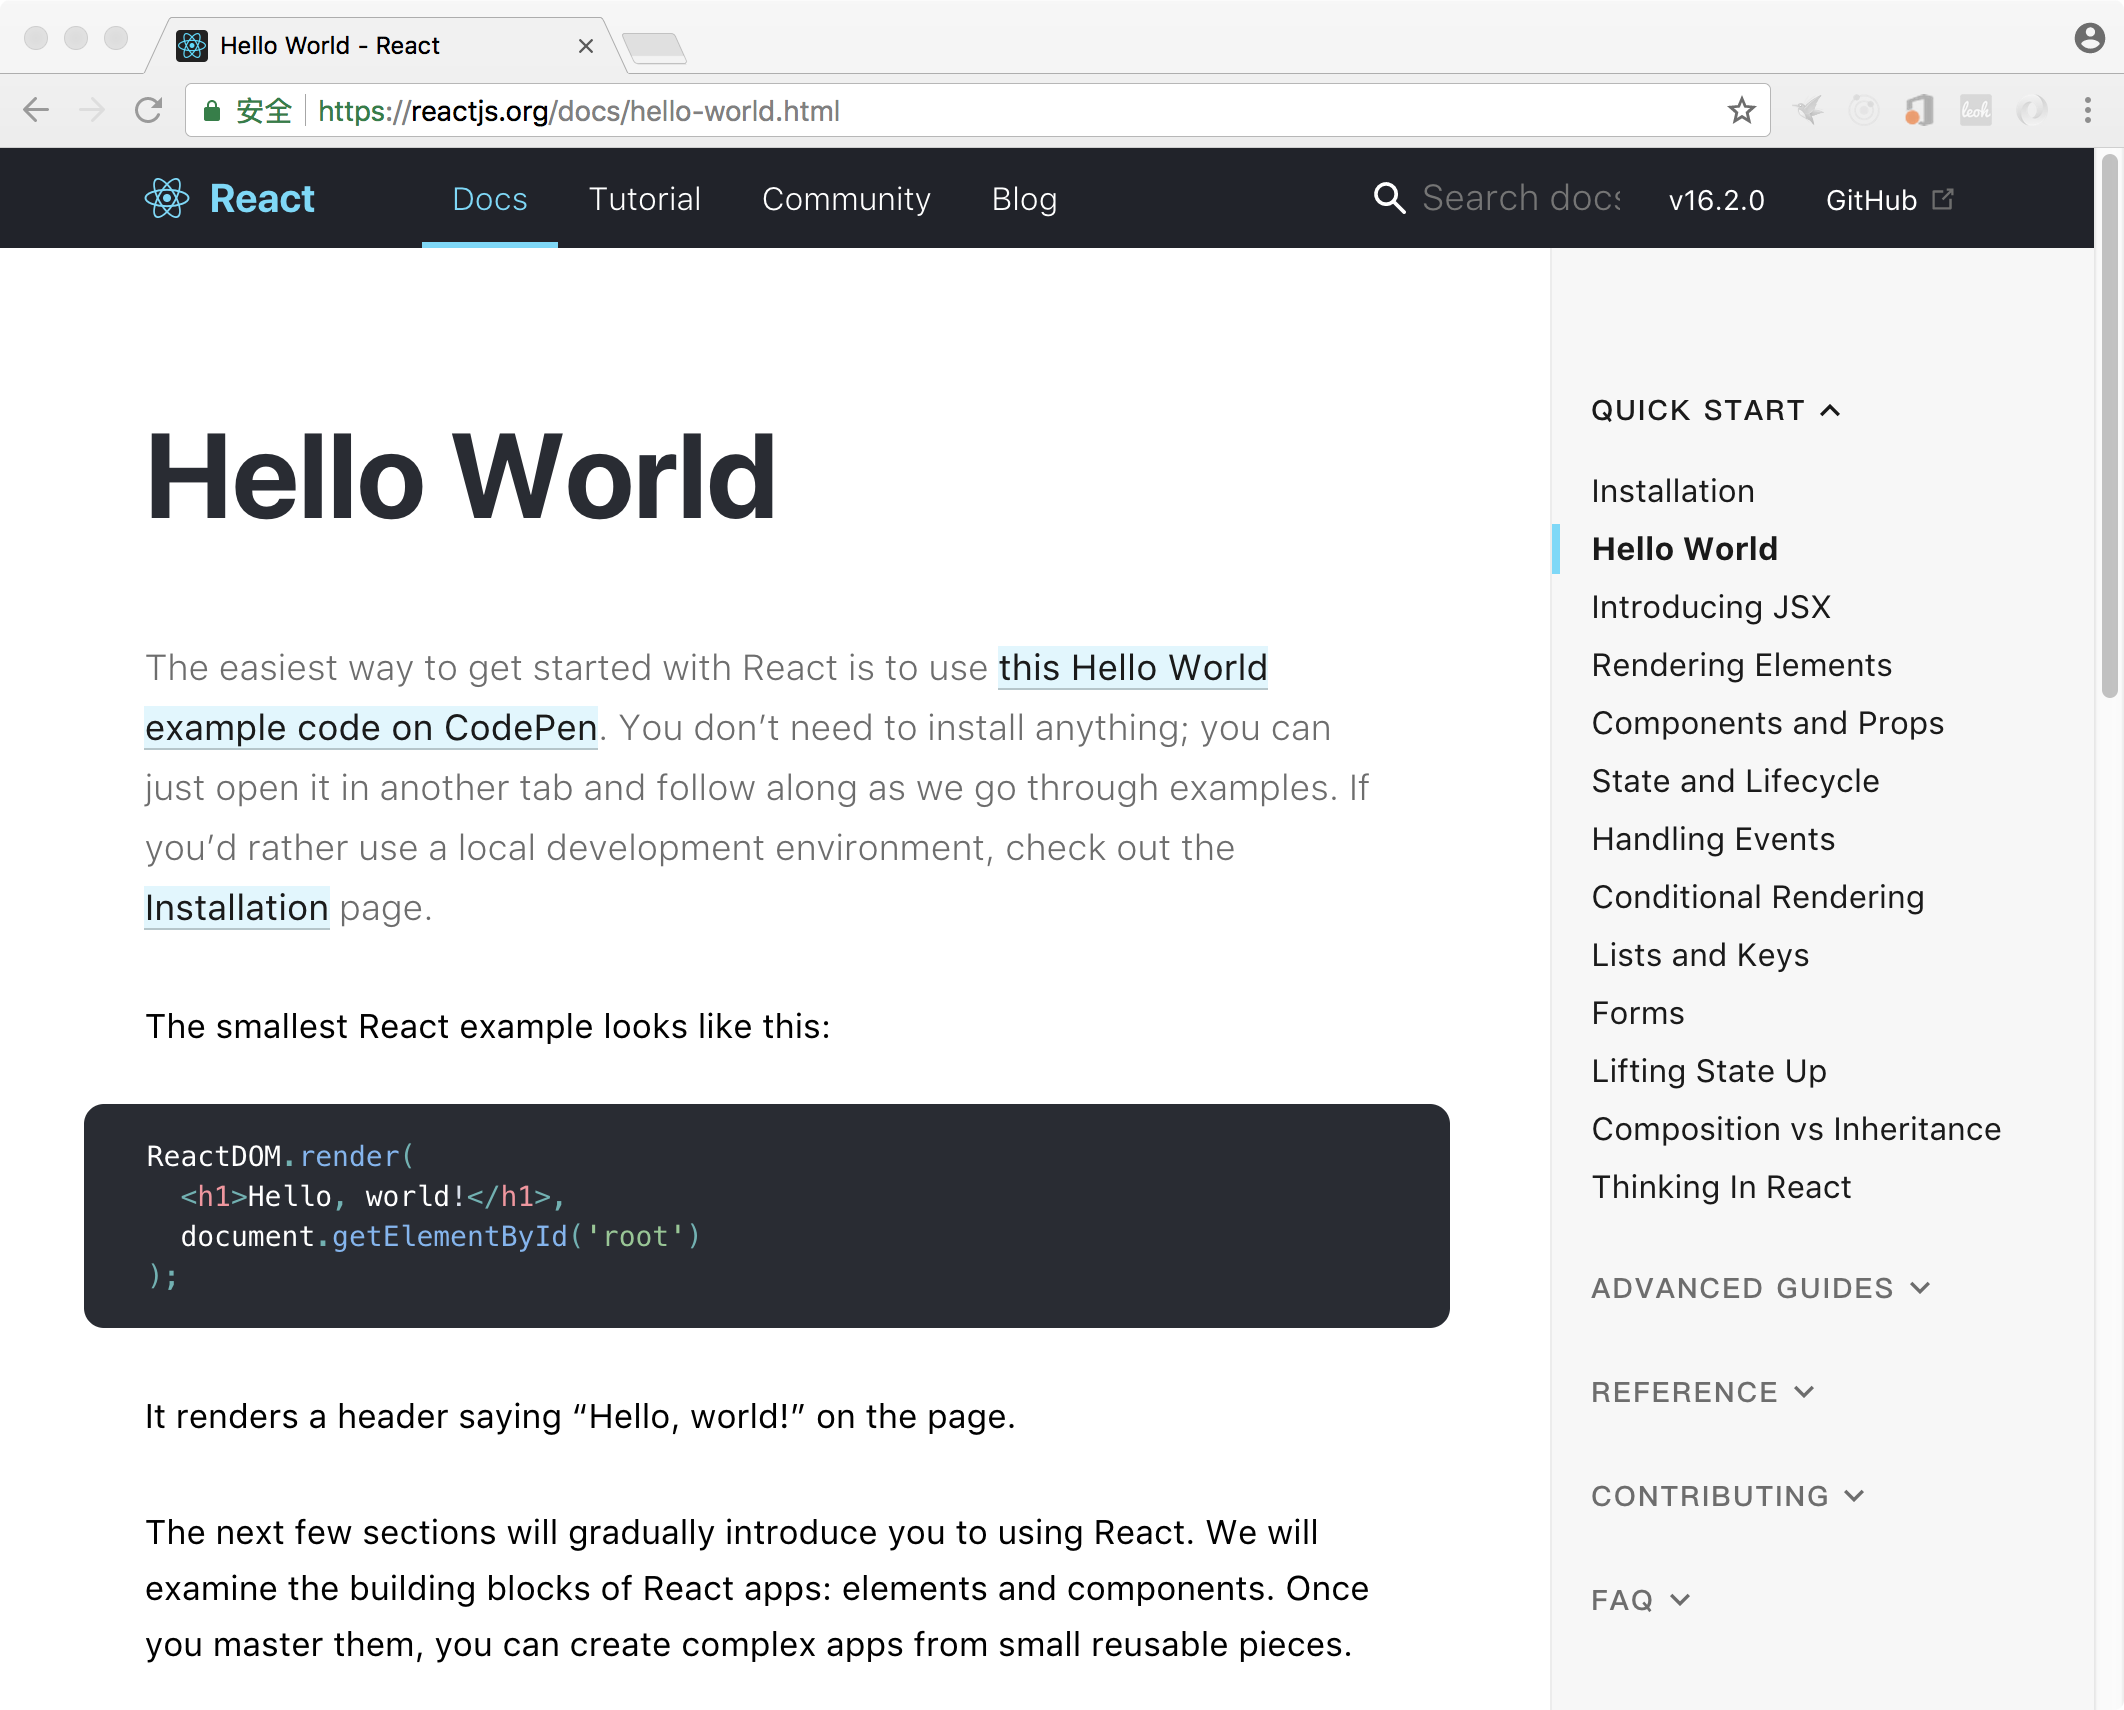 Hello World - React
安全 https://reactjs.org/docs/hello-world.html
leoh
React Docs Tutorial Community Blog Search docs v16.2.0 GitHub
Hello World
The easiest way to get started with React is to use this Hello World
example code on CodePen. You don’t need to install anything; you can
just open it in another tab and follow along as we go through examples. If
you’d rather use a local development environment, check out the
Installation page.
The smallest React example looks like this:
ReactDOM.render(
  <h1>Hello, world!</h1>,
  document.getElementById('root')
);
It renders a header saying “Hello, world!” on the page.
The next few sections will gradually introduce you to using React. We will
examine the building blocks of React apps: elements and components. Once
you master them, you can create complex apps from small reusable pieces.
QUICK START
Installation
Hello World
Introducing JSX
Rendering Elements
Components and Props
State and Lifecycle
Handling Events
Conditional Rendering
Lists and Keys
Forms
Lifting State Up
Composition vs Inheritance
Thinking In React
ADVANCED GUIDES
REFERENCE
CONTRIBUTING
FAQ